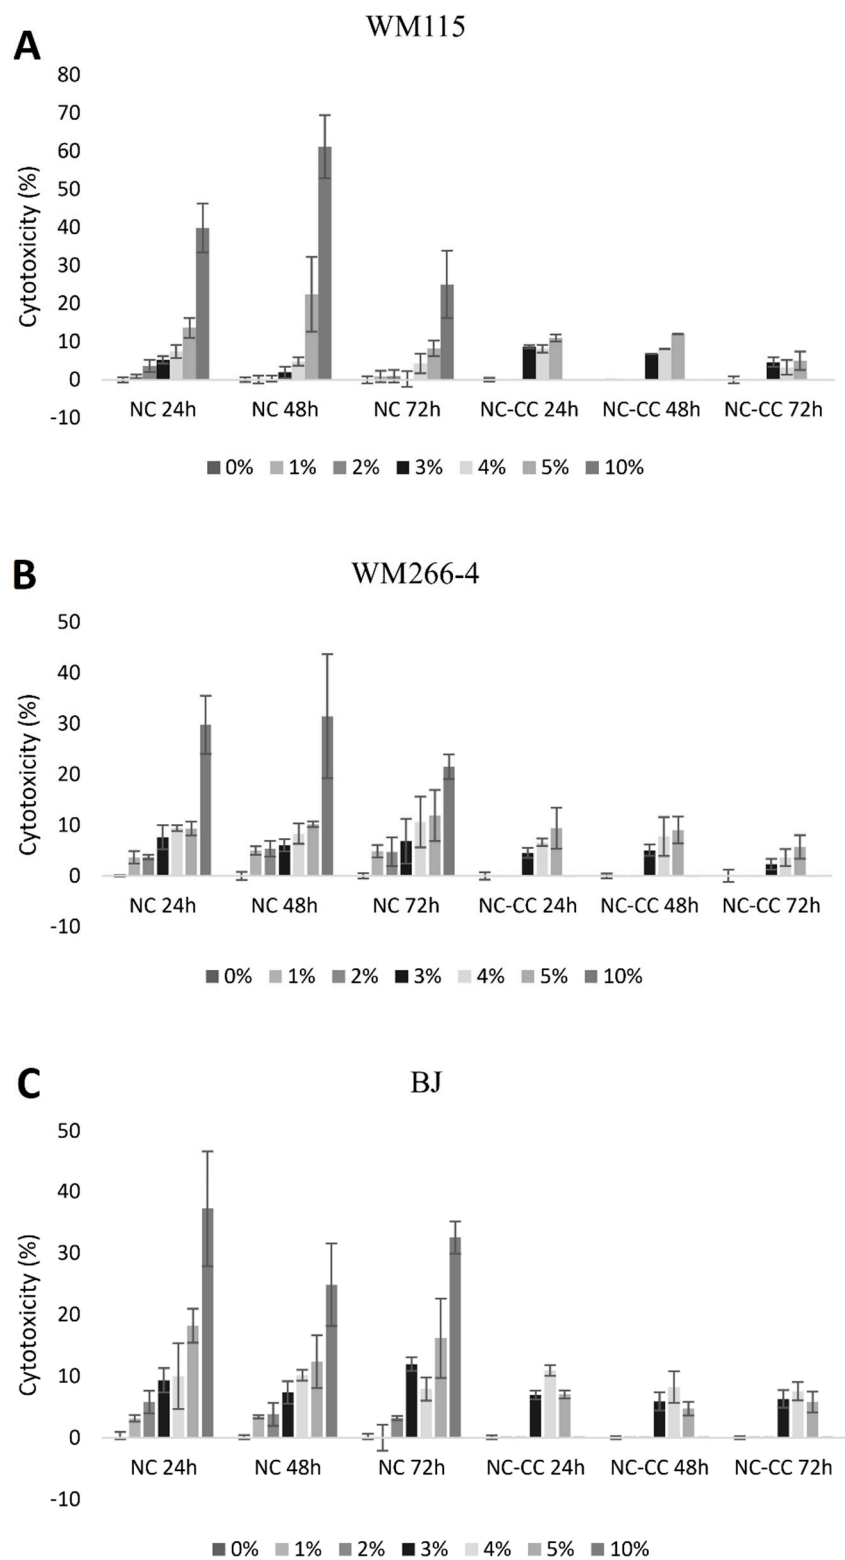 A
WM115
80
70
60
50
40
30
20
10
0
-10
Cytotoxicity (%)
NC 24h NC 48h NC 72h NC-CC 24h NC-CC 48h NC-CC 72h
0% 1% 2% 3% 4% 5% 10%
B
WM266-4
50
40
30
20
10
0
-10
Cytotoxicity (%)
NC 24h NC 48h NC 72h NC-CC 24h NC-CC 48h NC-CC 72h
0% 1% 2% 3% 4% 5% 10%
C
BJ
50
40
30
20
10
0
-10
Cytotoxicity (%)
NC 24h NC 48h NC 72h NC-CC 24h NC-CC 48h NC-CC 72h
0% 1% 2% 3% 4% 5% 10%